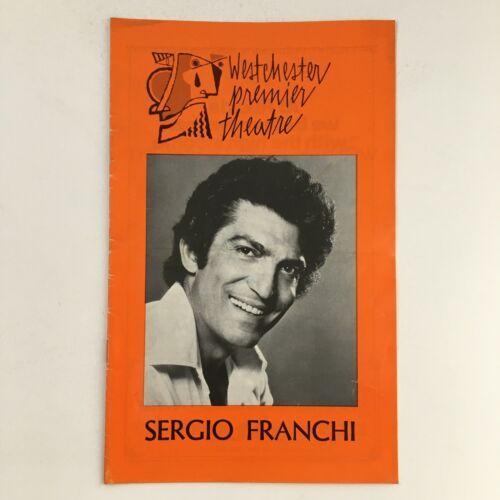 Westchester
premier
theatre
SERGIO FRANCHI